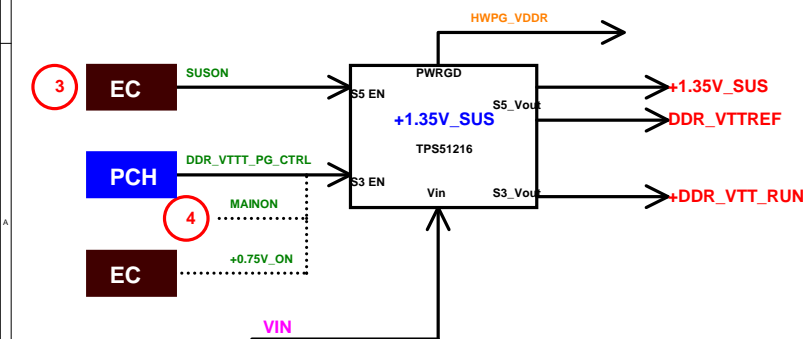 HWPG_VDDR
3
EC
SUSON
PWRGD
S5 EN
S5_Vout
+1.35V_SUS
+1.35V_SUS
DDR_VTTREF
TPS51216
PCH
DDR_VTTT_PG_CTRL
S3 EN
Vin
S3_Vout
+DDR_VTT_RUN
MAINON
4
A
EC
+0.75V_ON
VIN